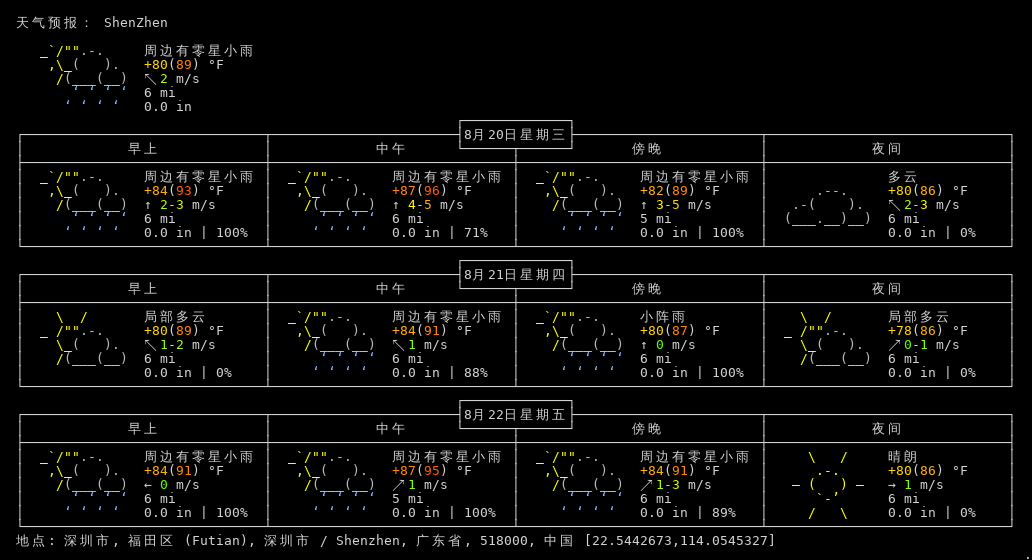 天气预报： ShenZhen
周边有零星小雨
+80(89) °F
↖2 m/s
6 mi
0.0 in
8月20日星期三
早上 中午 傍晚 夜间
周边有零星小雨 周边有零星小雨 周边有零星小雨 多云
+84(93) °F +87(96) °F +82(89) °F +80(86) °F
↑ 2-3 m/s ↑ 4-5 m/s ↑ 3-5 m/s ↖2-3 m/s
6 mi 6 mi 5 mi 6 mi
0.0 in | 100% 0.0 in | 71% 0.0 in | 100% 0.0 in | 0%
8月21日星期四
早上 中午 傍晚 夜间
局部多云 周边有零星小雨 小阵雨 局部多云
+80(89) °F +84(91) °F +80(87) °F +78(86) °F
↖1-2 m/s ↖1 m/s ↑ 0 m/s ↗0-1 m/s
6 mi 6 mi 6 mi 6 mi
0.0 in | 0% 0.0 in | 88% 0.0 in | 100% 0.0 in | 0%
8月22日星期五
早上 中午 傍晚 夜间
周边有零星小雨 周边有零星小雨 周边有零星小雨 晴朗
+84(91) °F +87(95) °F +84(91) °F +80(86) °F
← 0 m/s ↗1 m/s ↗1-3 m/s → 1 m/s
6 mi 5 mi 6 mi 6 mi
0.0 in | 100% 0.0 in | 100% 0.0 in | 89% 0.0 in | 0%
地点: 深圳市, 福田区 (Futian), 深圳市 / Shenzhen, 广东省, 518000, 中国 [22.5442673,114.0545327]